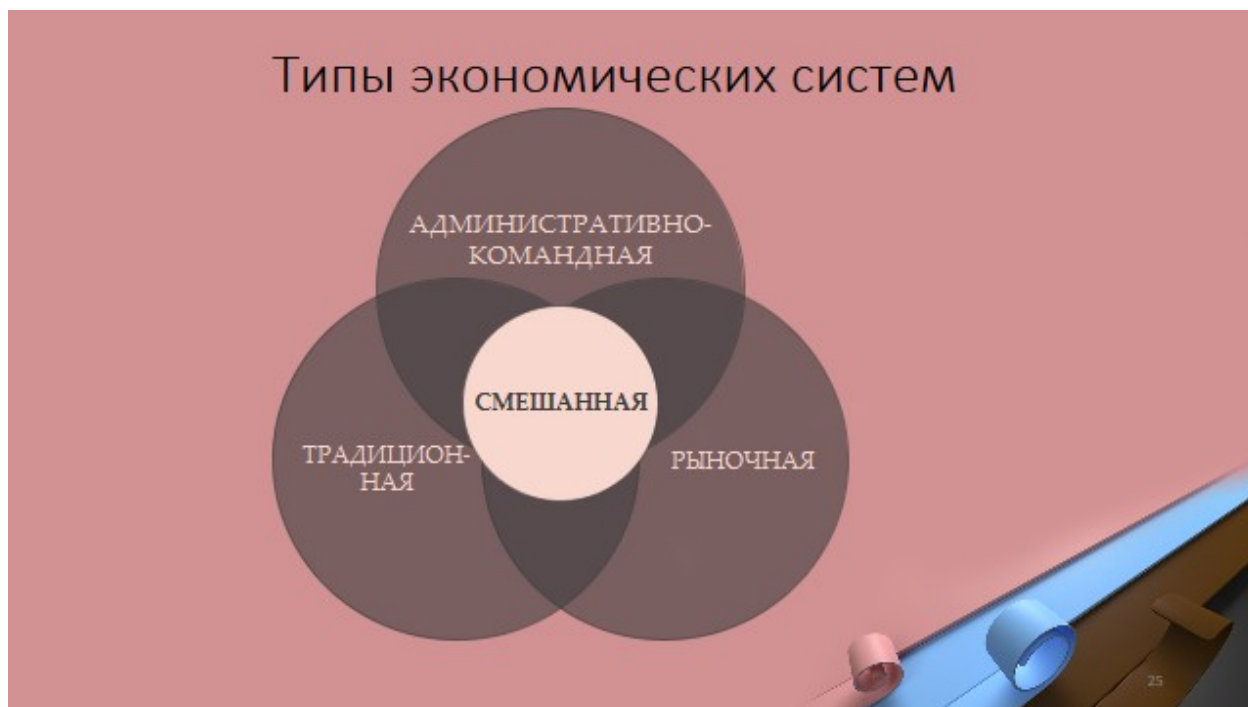 Типы экономических систем
АДМИНИСТРАТИВНО-
КОМАНДНАЯ
СМЕШАННАЯ
ТРАДИЦИОН-
НАЯ
РЫНОЧНАЯ
25